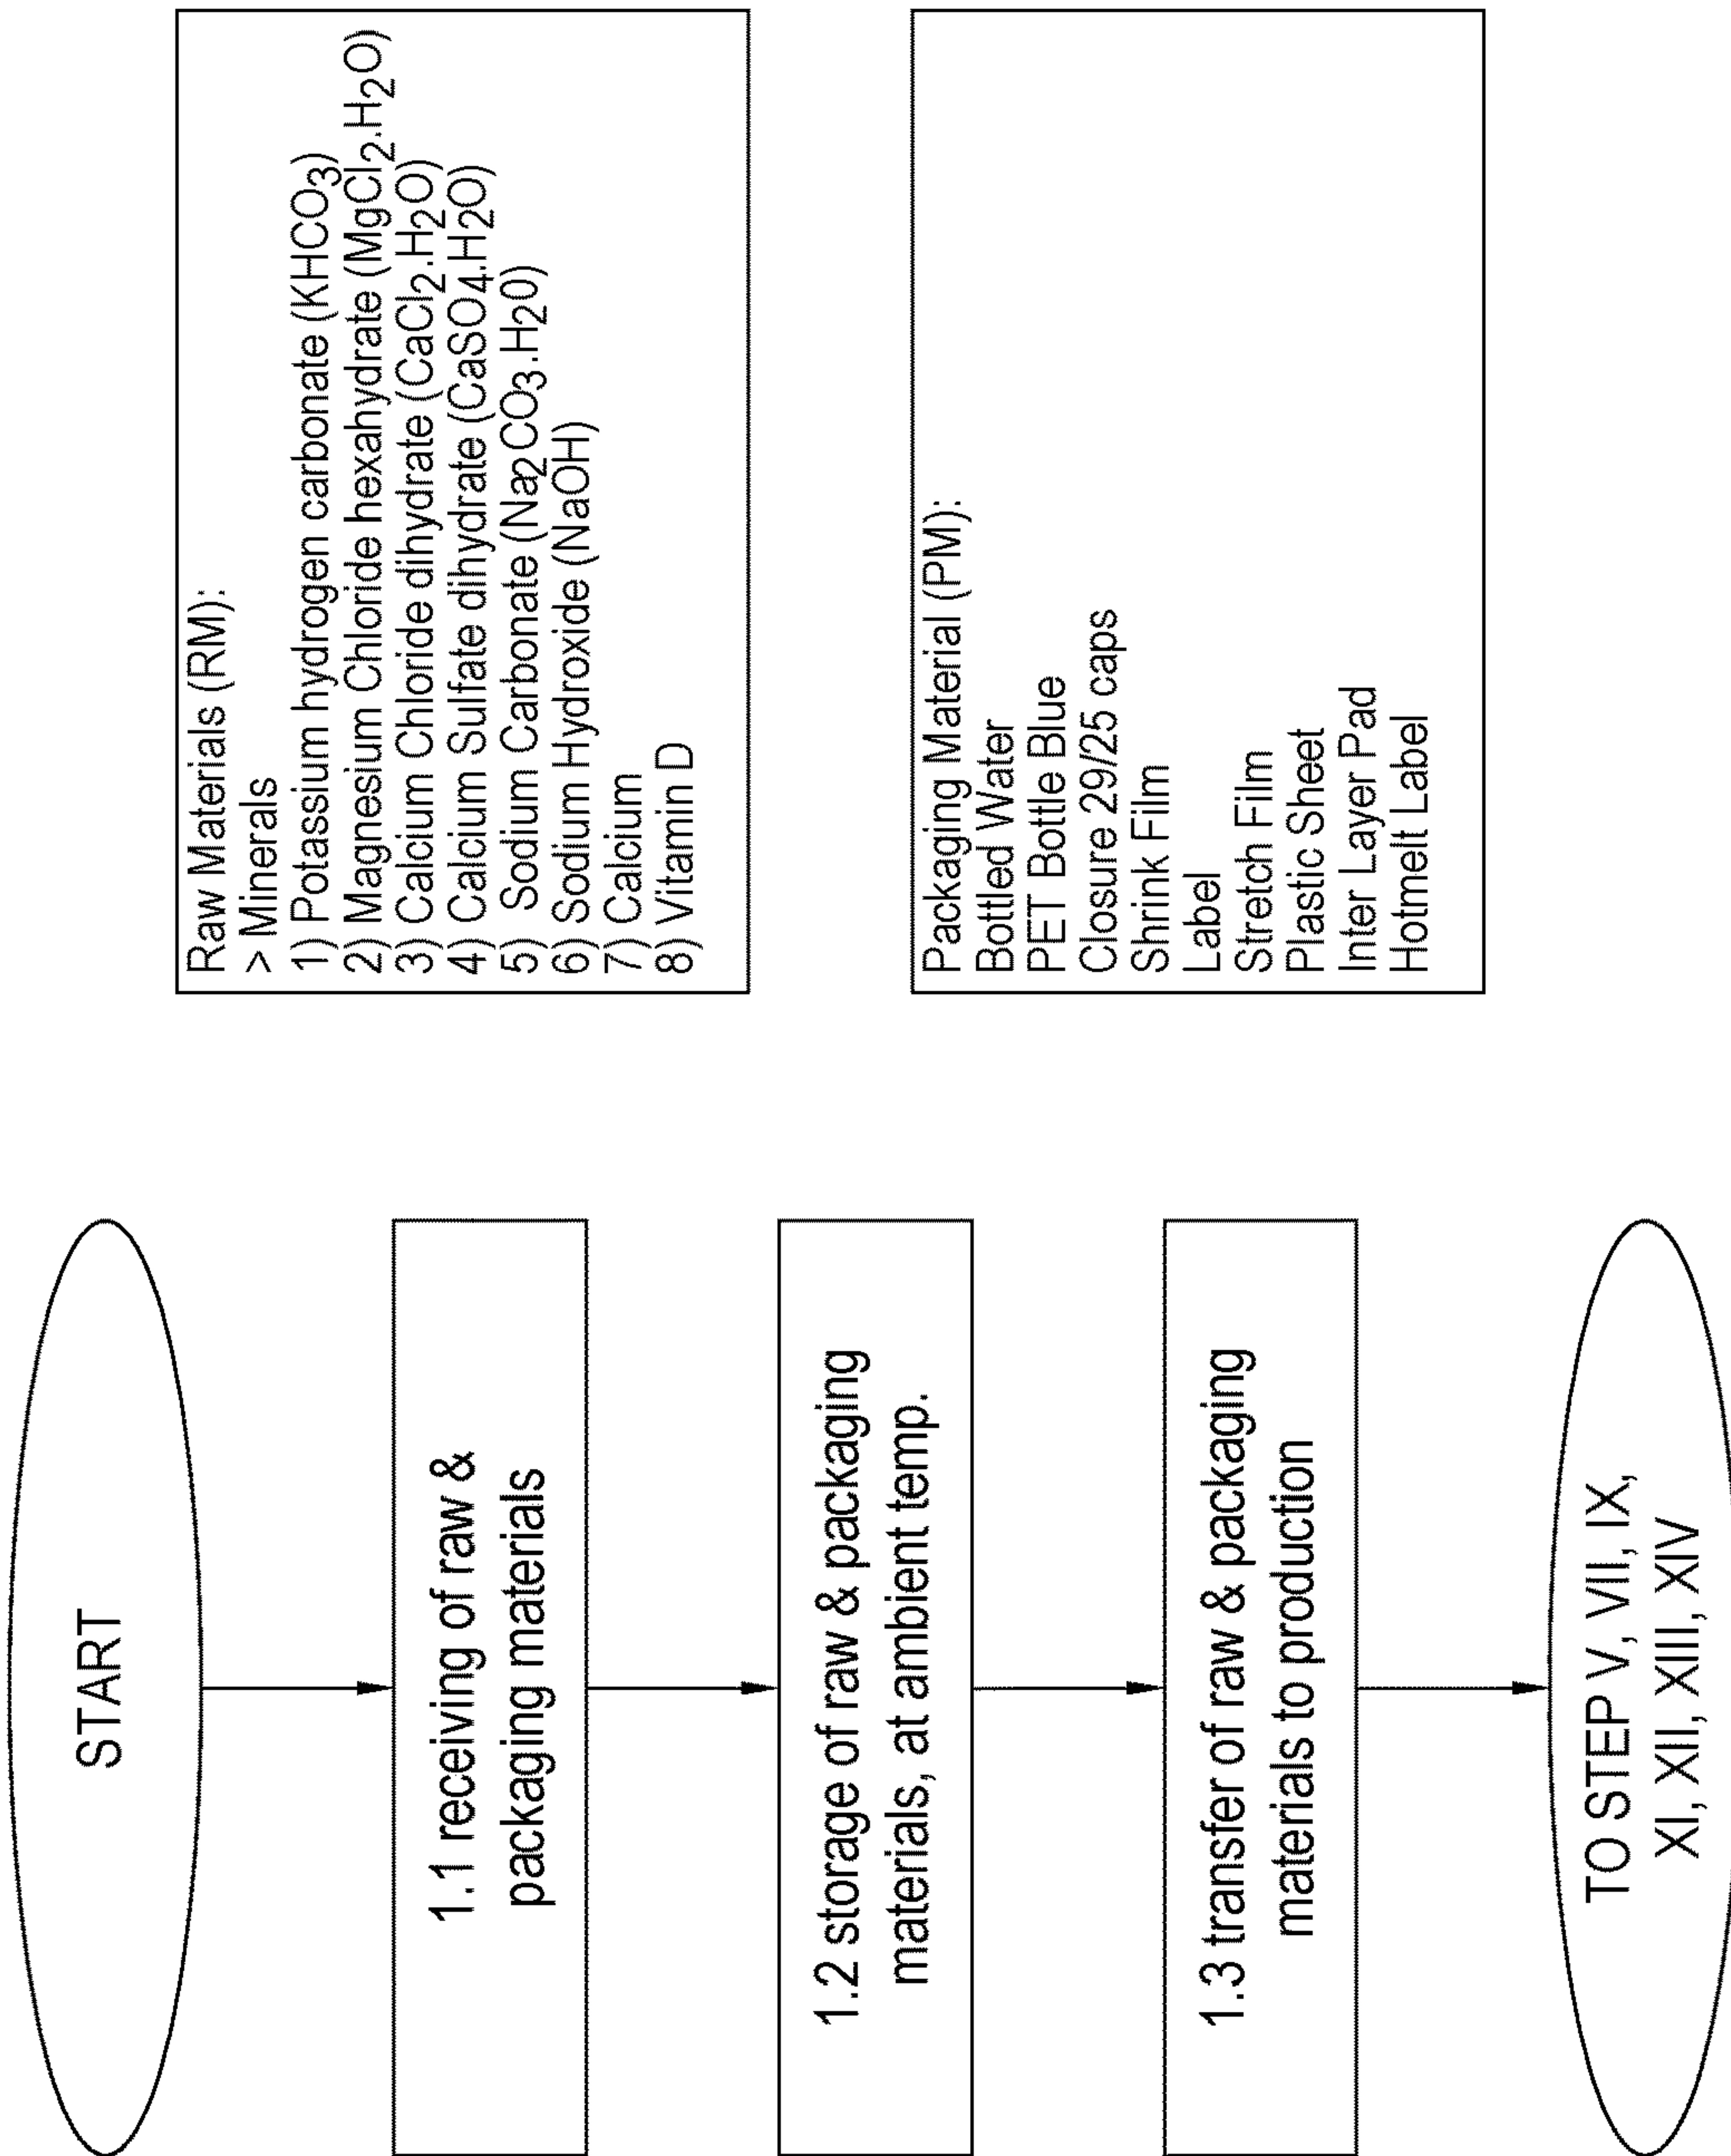 START
1.1 receiving of raw &
packaging materials
1.2 storage of raw & packaging
materials, at ambient temp.
1.3 transfer of raw & packaging
materials to production
TO STEP V, VII, IX,
XI, XII, XIII, XIV
Raw Materials (RM):
> Minerals
1) Potassium hydrogen carbonate (KHCO3)
2) Magnesium Chloride hexahydrate (MgCl2.H2O)
3) Calcium Chloride dihydrate (CaCl2.H2O)
4) Calcium Sulfate dihydrate (CaSO4.H2O)
5) Sodium Carbonate (Na2CO3.H20)
6) Sodium Hydroxide (NaOH)
7) Calcium
8) Vitamin D
Packaging Material (PM):
Bottled Water
PET Bottle Blue
Closure 29/25 caps
Shrink Film
Label
Stretch Film
Plastic Sheet
Inter Layer Pad
Hotmelt Label